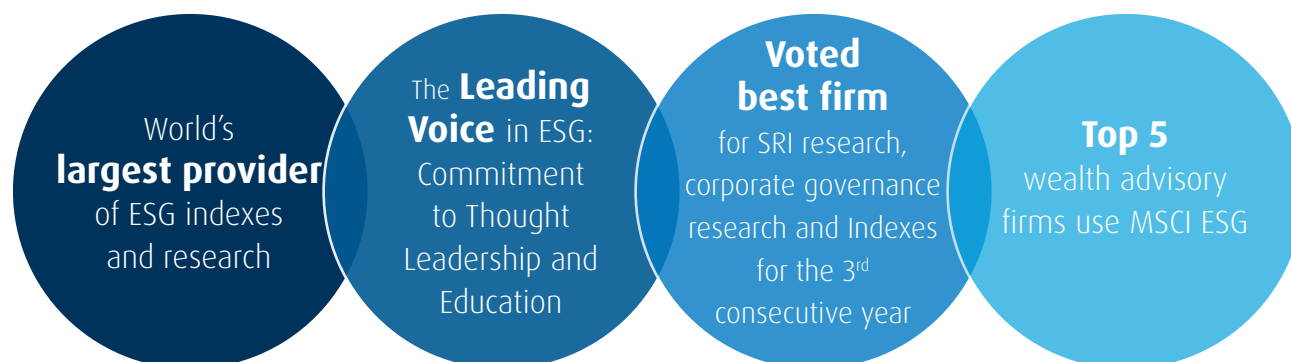 World’s
largest provider
of ESG indexes
and research
The Leading
Voice in ESG:
Commitment
to Thought
Leadership and
Education
Voted
best firm
for SRI research,
corporate governance
research and Indexes
for the 3rd
consecutive year
Top 5
wealth advisory
firms use MSCI ESG